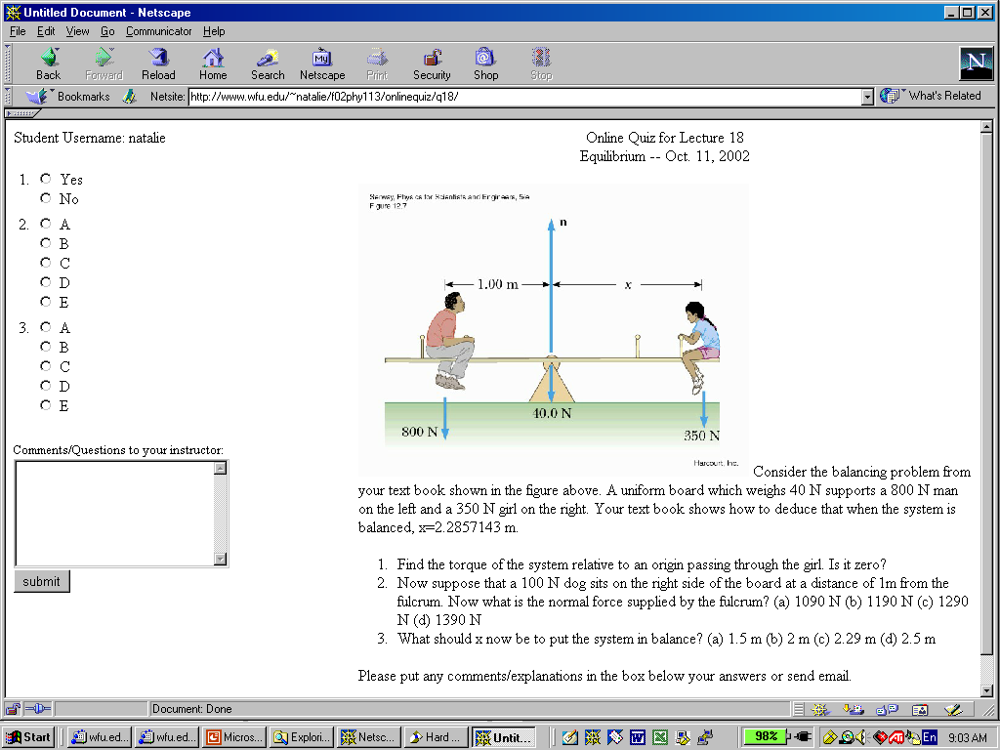 Untitled Document - Netscape
File Edit View Go Communicator Help
Back Forward Reload Home Search Netscape Print Security Shop Stop
My
N
Bookmarks Netsite: http://www.wfu.edu/~natalie/f02phy113/onlinequiz/q18/ What's Related
Student Username: natalie
1. Yes
No
2. A
B
C
D
E
3. A
B
C
D
E
Comments/Questions to your instructor:
submit
Online Quiz for Lecture 18
Equilibrium -- Oct. 11, 2002
Serway, Physics for Scientists and Engineers, 5/e
Figure 12.7
n
1.00 m x
40.0 N
800 N 350 N
Harcourt, Inc.
Consider the balancing problem from
your text book shown in the figure above. A uniform board which weighs 40 N supports a 800 N man
on the left and a 350 N girl on the right. Your text book shows how to deduce that when the system is
balanced, x=2.2857143 m.
1. Find the torque of the system relative to an origin passing through the girl. Is it zero?
2. Now suppose that a 100 N dog sits on the right side of the board at a distance of 1m from the
fulcrum. Now what is the normal force supplied by the fulcrum? (a) 1090 N (b) 1190 N (c) 1290
N (d) 1390 N
3. What should x now be to put the system in balance? (a) 1.5 m (b) 2 m (c) 2.29 m (d) 2.5 m
Please put any comments/explanations in the box below your answers or send email.
Document: Done
Start wfu.ed... wfu.ed... Micros... Explori... Netsc... Hard ... Untit... 98% En 9:03 AM